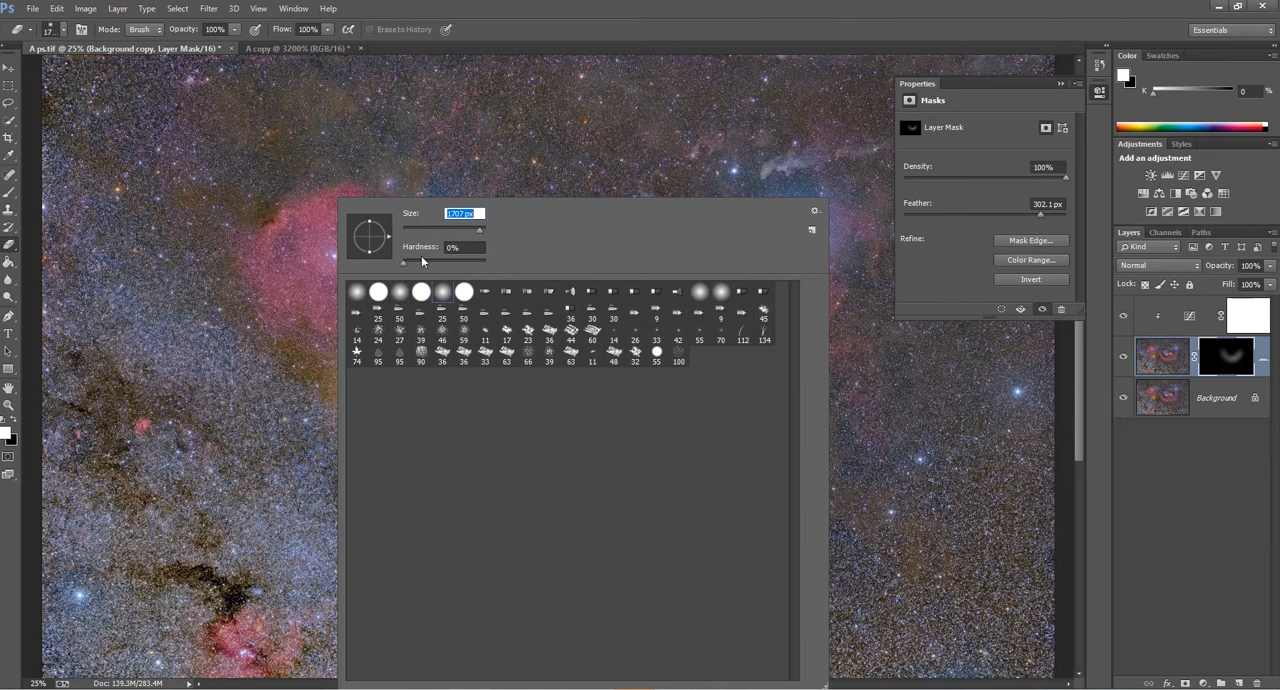 Ps File Edit Image Layer Type Select Filter 3D View Window Help
17... Mode: Brush Opacity: 100% Flow: 100% Erase to History Essentials
A ps.tif @ 25% (Background copy, Layer Mask/16) * × A copy @ 3200% (RGB/16) * ×
Color Swatches
K 0 %
Properties
Masks
Layer Mask
Density: 100%
Feather: 302.1 px
Refine: Mask Edge...
Color Range...
Invert
Adjustments Styles
Add an adjustment
Layers Channels Paths
Kind
Normal Opacity: 100%
Lock: Fill: 100%
Background
Size: 1707 px
Hardness: 0%
36 30 30 9 9 45
25 50 25 50
14 24 27 39 46 59 11 17 23 36 44 60 14 26 33 42 55 70 112 134
74 95 95 90 36 36 33 63 66 39 63 11 48 32 55 100
25% Doc: 139.3M/283.4M